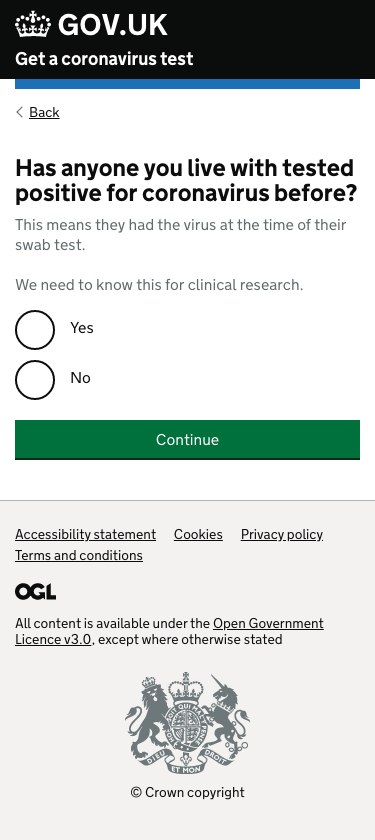 GOV.UK
Get a coronavirus test
Back
Has anyone you live with tested
positive for coronavirus before?
This means they had the virus at the time of their
swab test.
We need to know this for clinical research.
Yes
No
Continue
Accessibility statement Cookies Privacy policy
Terms and conditions
OGL
All content is available under the Open Government
Licence v3.0, except where otherwise stated
DIEU ET MON DROIT
© Crown copyright